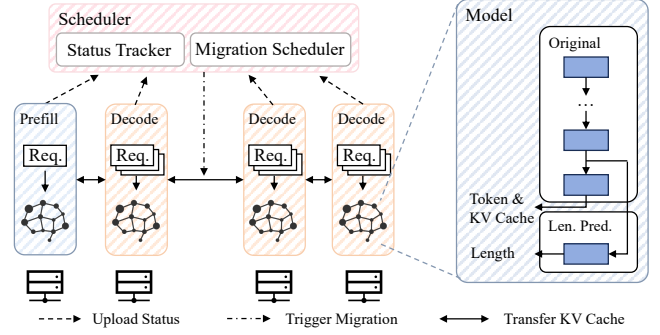 Scheduler
Status Tracker
Migration Scheduler
Prefill
Decode
Decode
Decode
Req.
Req.
Req.
Req.
Model
Original
...
Token &
KV Cache
Len. Pred.
Length
Upload Status
Trigger Migration
Transfer KV Cache